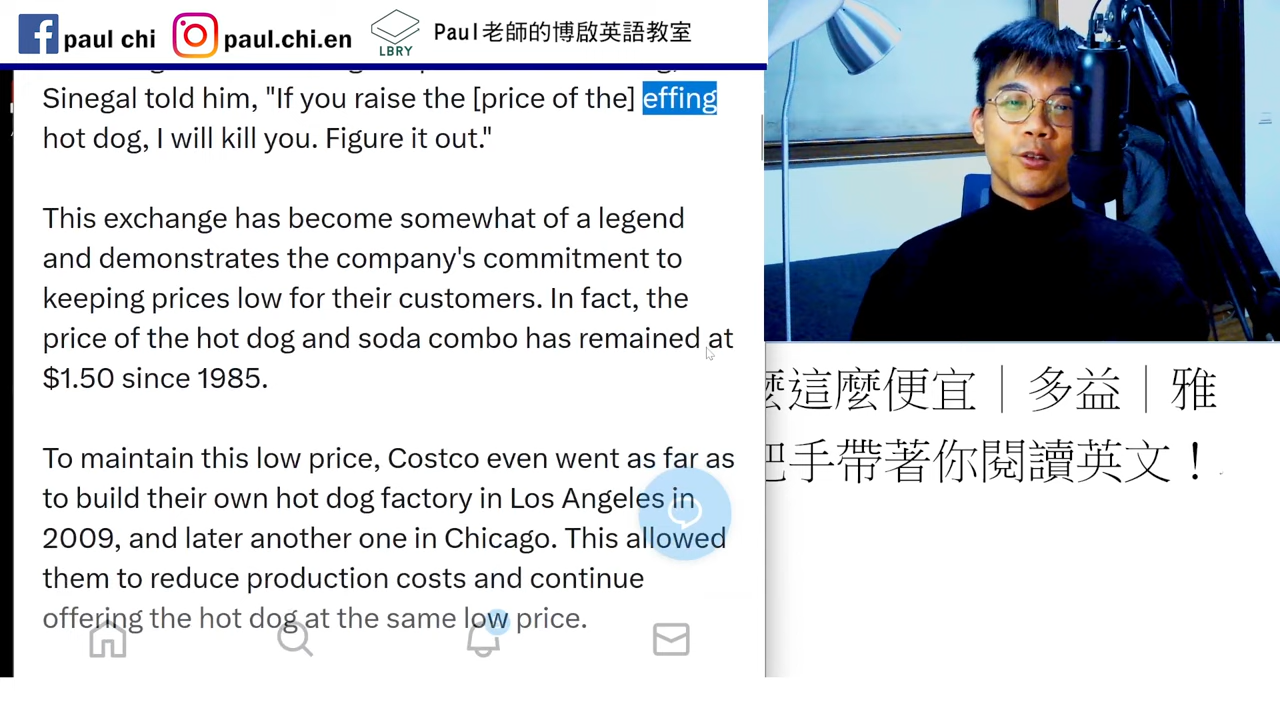 paul chi
paul.chi.en
LBRY
Paul老師的博啟英語教室
Sinegal told him, "If you raise the [price of the] effing
hot dog, I will kill you. Figure it out."
This exchange has become somewhat of a legend
and demonstrates the company's commitment to
keeping prices low for their customers. In fact, the
price of the hot dog and soda combo has remained at
$1.50 since 1985.
To maintain this low price, Costco even went as far as
to build their own hot dog factory in Los Angeles in
2009, and later another one in Chicago. This allowed
them to reduce production costs and continue
offering the hot dog at the same low price.
麼這麼便宜｜多益｜雅
把手帶著你閱讀英文！